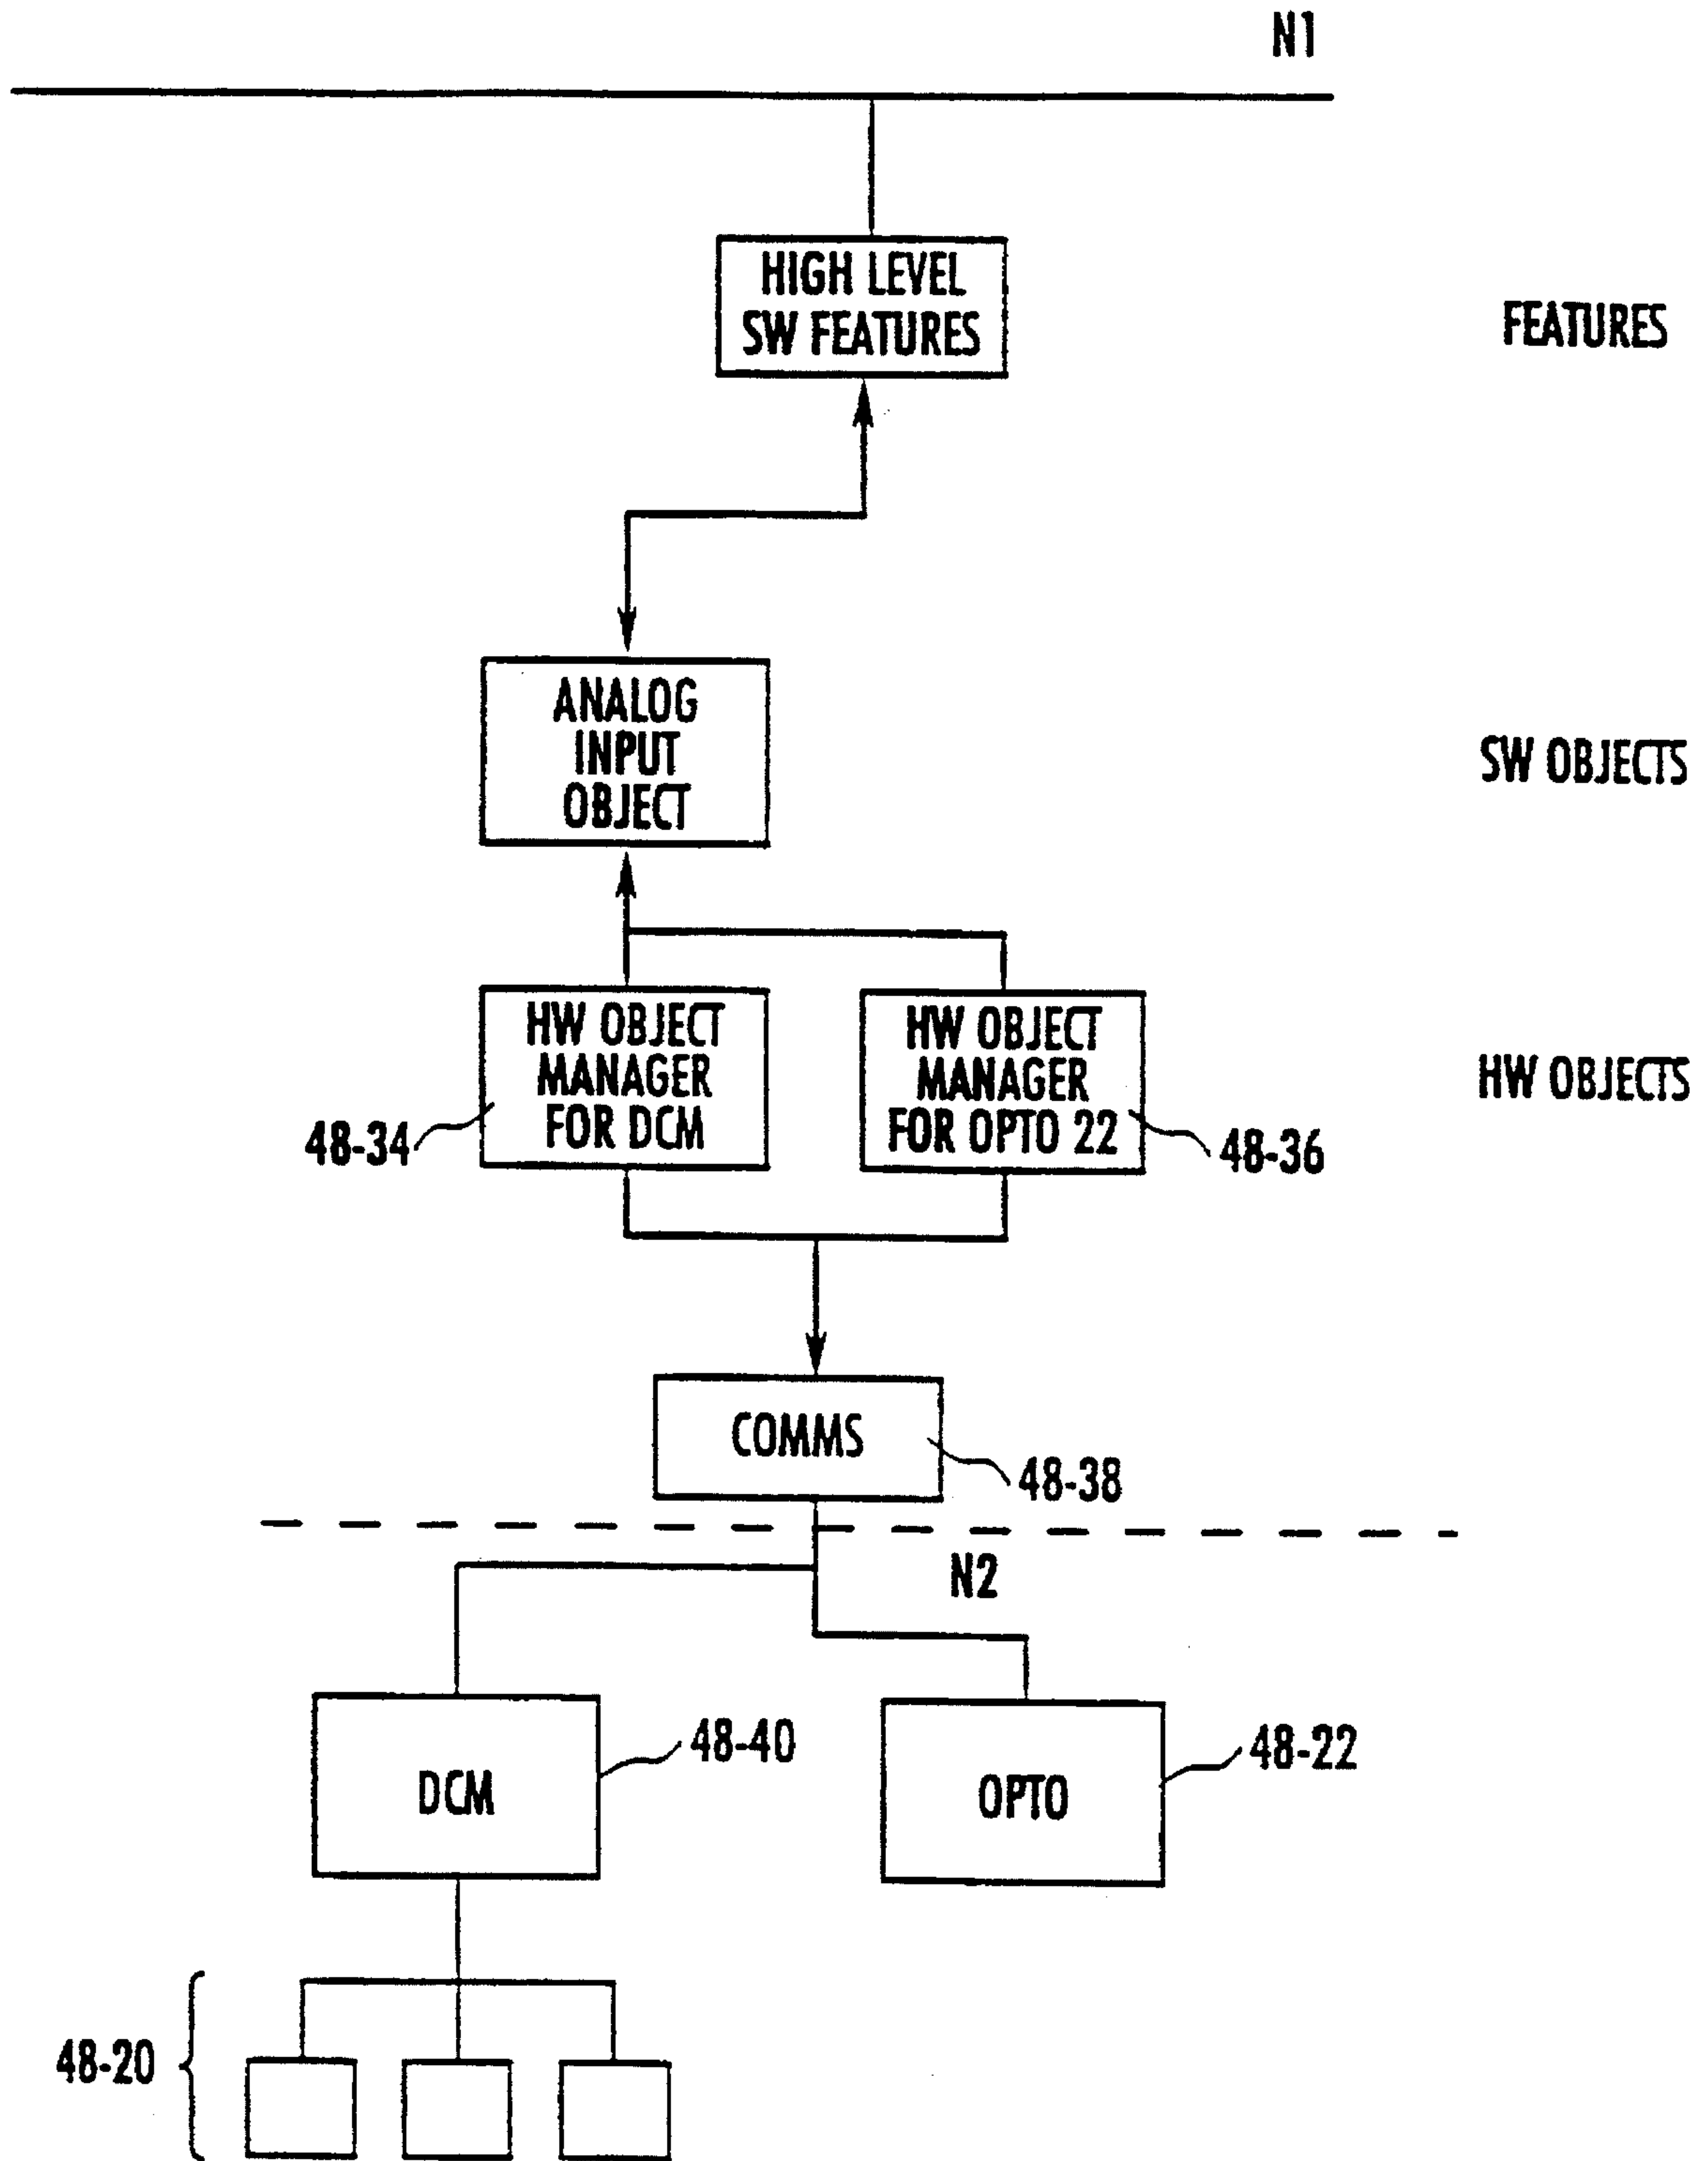 N1
HIGH LEVEL
SW FEATURES
FEATURES
ANALOG
INPUT
OBJECT
SW OBJECTS
HW OBJECT
MANAGER
FOR DCM
48-34
HW OBJECT
MANAGER
FOR OPTO 22
48-36
HW OBJECTS
COMMS
48-38
N2
DCM
48-40
OPTO
48-22
48-20